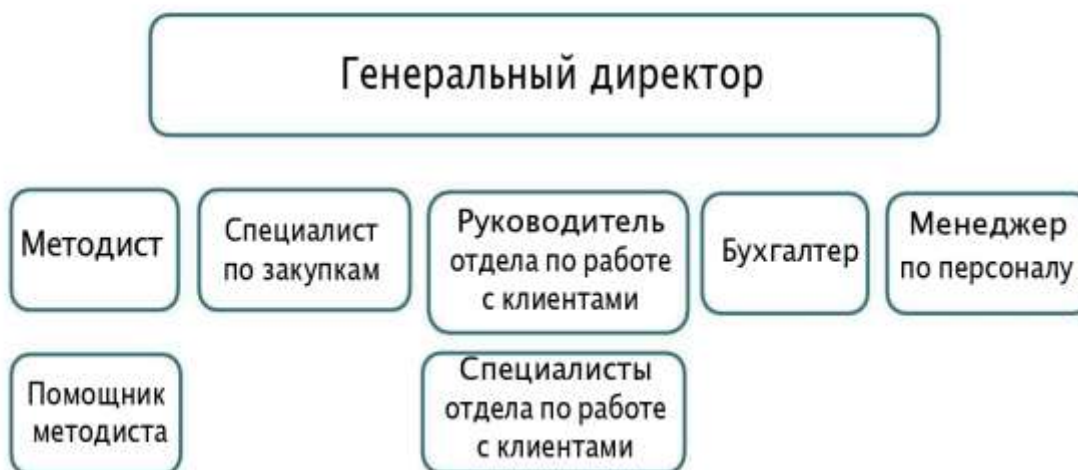 Генеральный директор
Методист
Специалист
по закупкам
Руководитель
отдела по работе
с клиентами
Бухгалтер
Менеджер
по персоналу
Помощник
методиста
Специалисты
отдела по работе
с клиентами